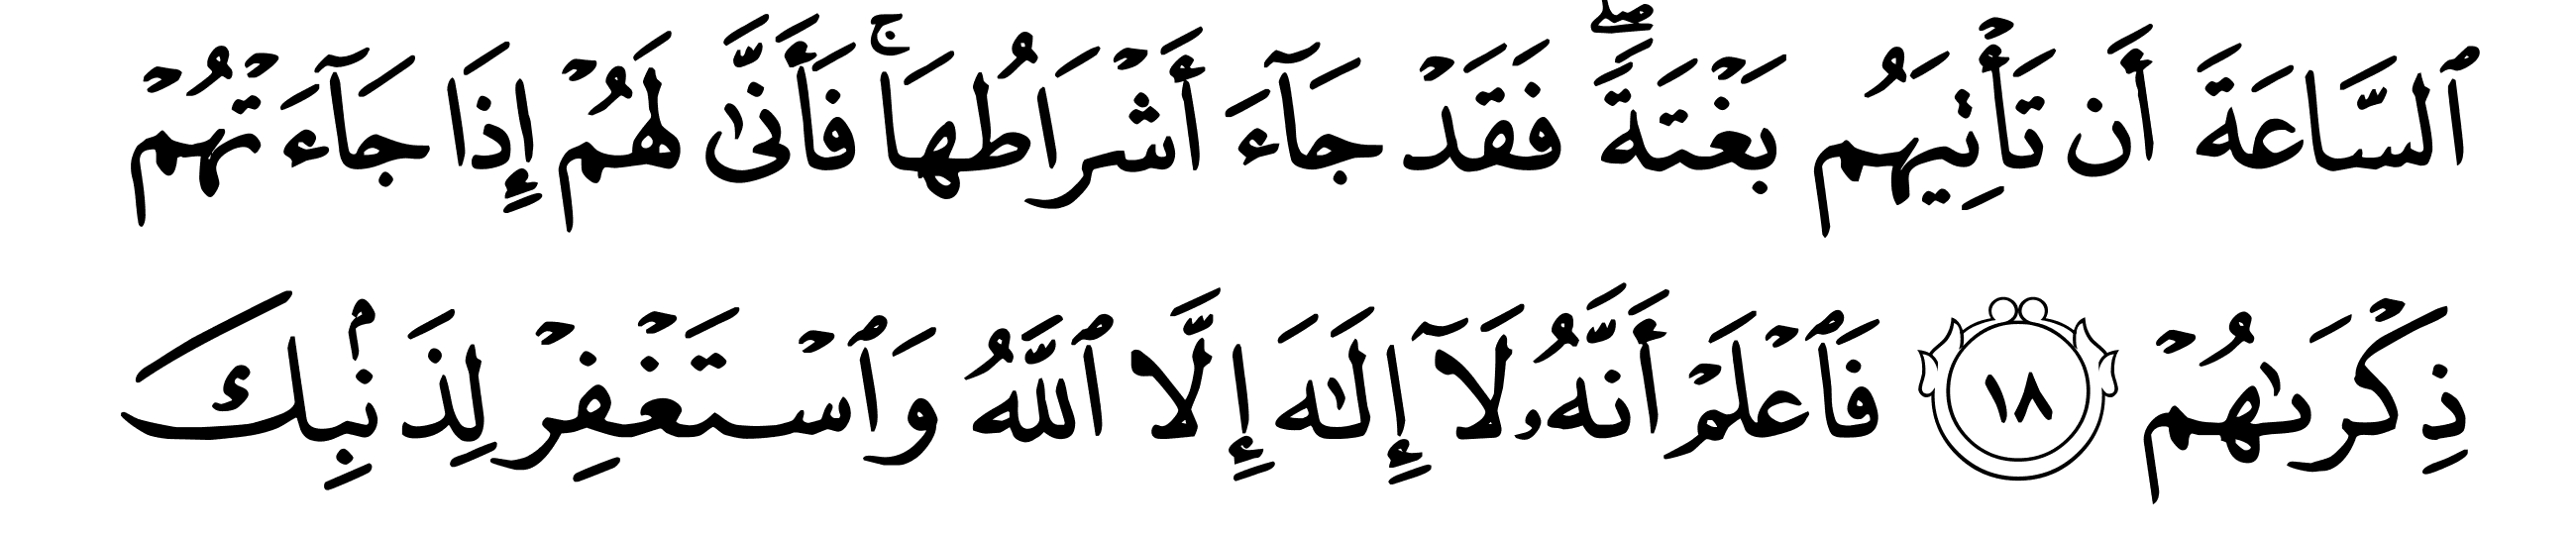 ٱلسَّاعَةَ أَن تَأۡتِيَهُم بَغۡتَةٗۖ فَقَدۡ جَآءَ أَشۡرَاطُهَاۚ فَأَنَّىٰ لَهُمۡ إِذَا جَآءَتۡهُمۡ
ذِكۡرَىٰهُمۡ ١٨ فَٱعۡلَمۡ أَنَّهُۥ لَآ إِلَٰهَ إِلَّا ٱللَّهُ وَٱسۡتَغۡفِرۡ لِذَنۢبِكَ